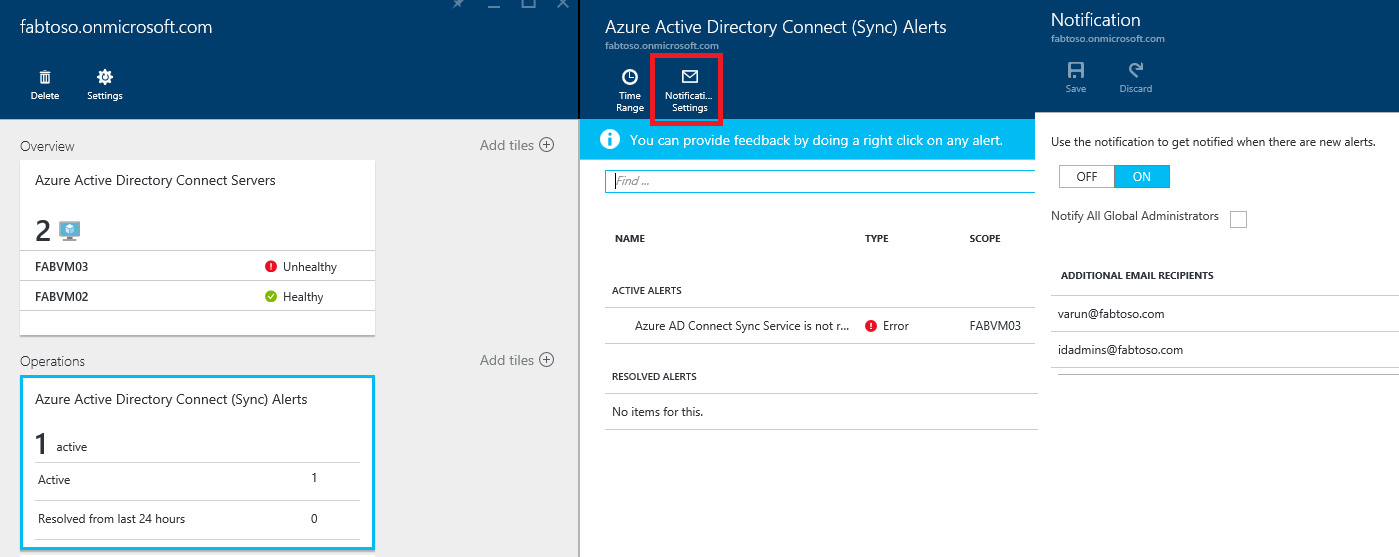 fabtoso.onmicrosoft.com
Delete
Settings
Overview
Add tiles
Azure Active Directory Connect Servers
2
FABVM03 Unhealthy
FABVM02 Healthy
Operations
Add tiles
Azure Active Directory Connect (Sync) Alerts
1 active
Active 1
Resolved from last 24 hours 0
Azure Active Directory Connect (Sync) Alerts
fabtoso.onmicrosoft.com
Time
Range
Notificati...
Settings
You can provide feedback by doing a right click on any alert.
Find ...
NAME TYPE SCOPE
ACTIVE ALERTS
Azure AD Connect Sync Service is not r... Error FABVM03
RESOLVED ALERTS
No items for this.
Notification
fabtoso.onmicrosoft.com
Save
Discard
Use the notification to get notified when there are new alerts.
OFF ON
Notify All Global Administrators
ADDITIONAL EMAIL RECIPIENTS
varun@fabtoso.com
idadmins@fabtoso.com